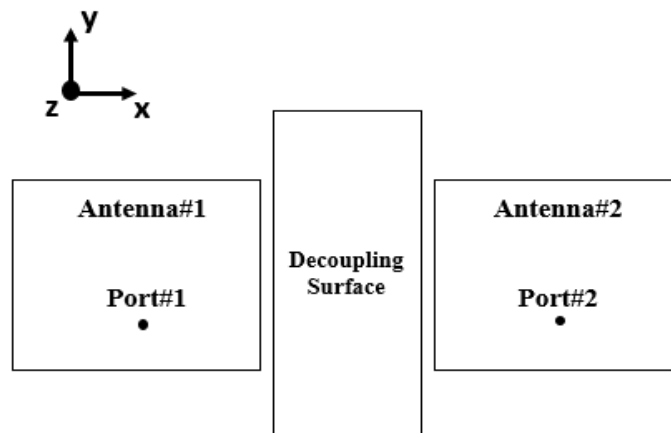 y
z
x
Antenna#1
Antenna#2
Decoupling
Surface
Port#1
Port#2